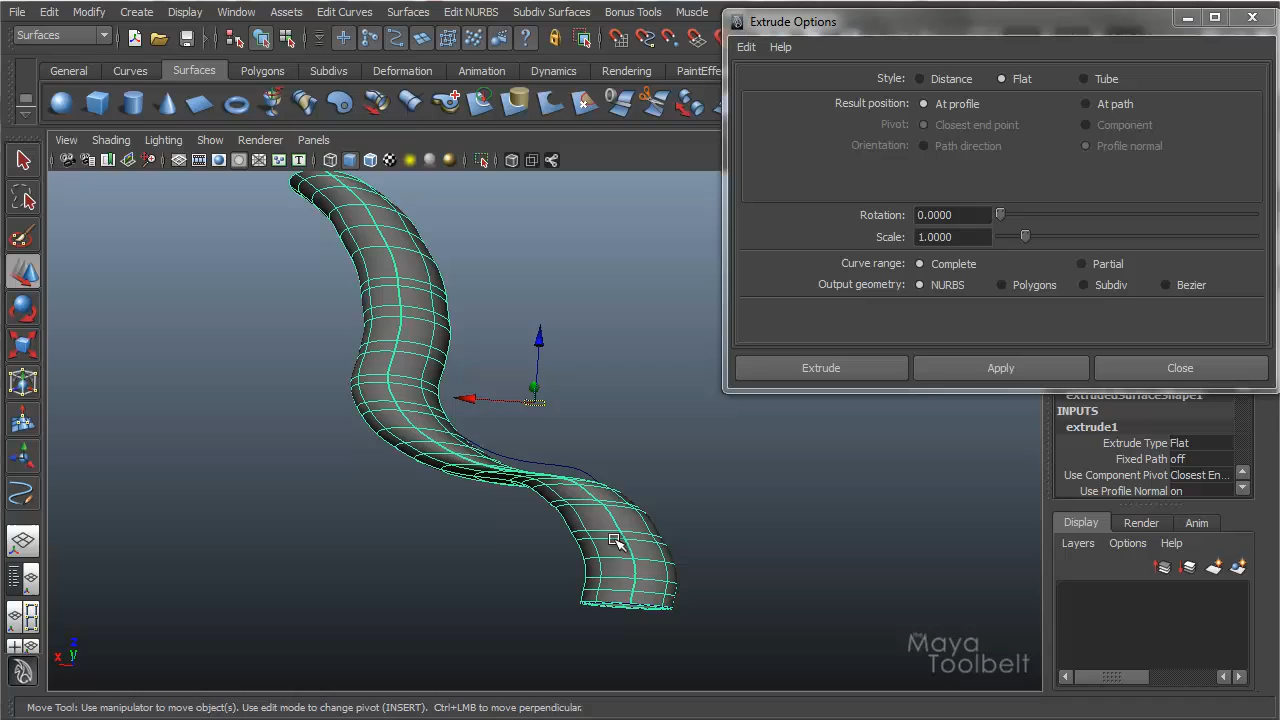 File Edit Modify Create Display Window Assets Edit Curves Surfaces Edit NURBS Subdiv Surfaces Bonus Tools Muscle
Extrude Options
Surfaces
Edit Help
General Curves Surfaces Polygons Subdivs Deformation Animation Dynamics Rendering PaintEffe
Style: Distance Flat Tube
Result position: At profile At path
Pivot: Closest end point Component
Orientation: Path direction Profile normal
View Shading Lighting Show Renderer Panels
Rotation: 0.0000
Scale: 1.0000
Curve range: Complete Partial
Output geometry: NURBS Polygons Subdiv Bezier
Extrude Apply Close
extrudedSurfaceShape1
INPUTS
extrude1
Extrude Type Flat
Fixed Path off
Use Component Pivot Closest En...
Use Profile Normal on
Display Render Anim
Layers Options Help
z
x y
the
Maya
Toolbelt
Move Tool: Use manipulator to move object(s). Use edit mode to change pivot (INSERT). Ctrl+LMB to move perpendicular.